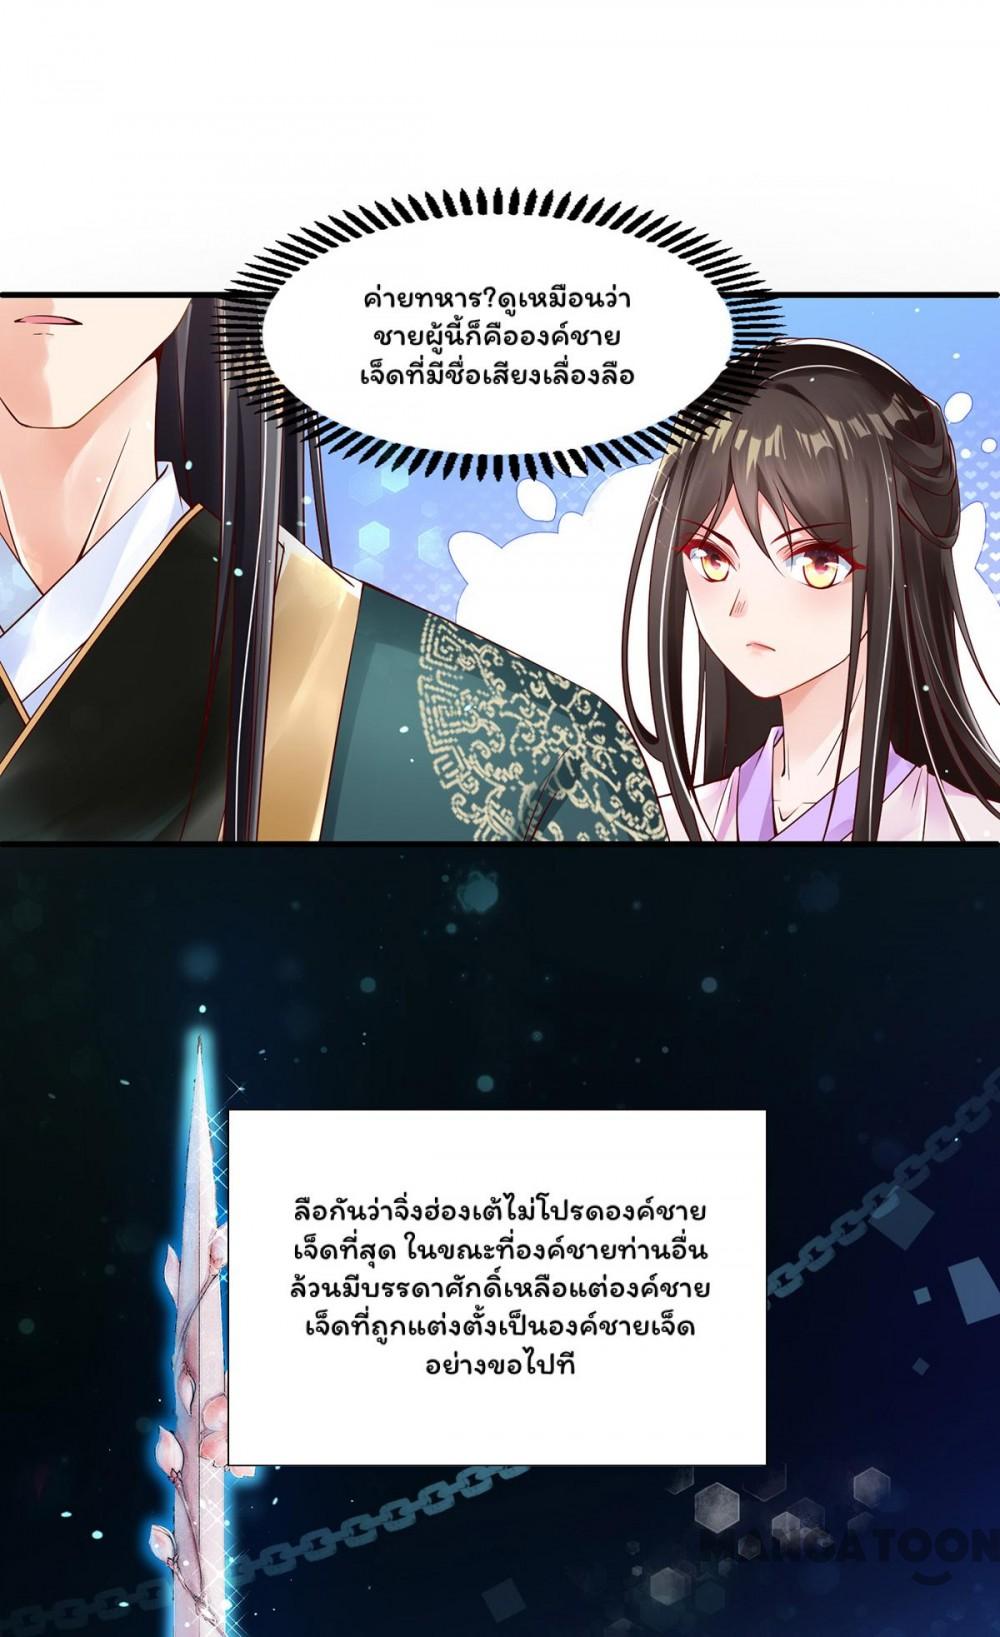 ค่ายทหาร?ดูเหมือนว่า
ชายผู้นี้ก็คือองค์ชาย
เจ็ดที่มีชื่อเสียงเลื่องลือ
ลือกันว่าจิ่งฮ่องเต้ไม่โปรดองค์ชาย
เจ็ดที่สุด ในขณะที่องค์ชายท่านอื่น
ล้วนมีบรรดาศักดิ์เหลือแต่องค์ชาย
เจ็ดที่ถูกแต่งตั้งเป็นองค์ชายเจ็ด
อย่างขอไปที
MANGATOON